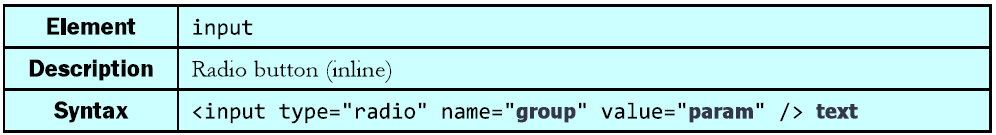 Element input
Description Radio button (inline)
Syntax <input type="radio" name="group" value="param" /> text